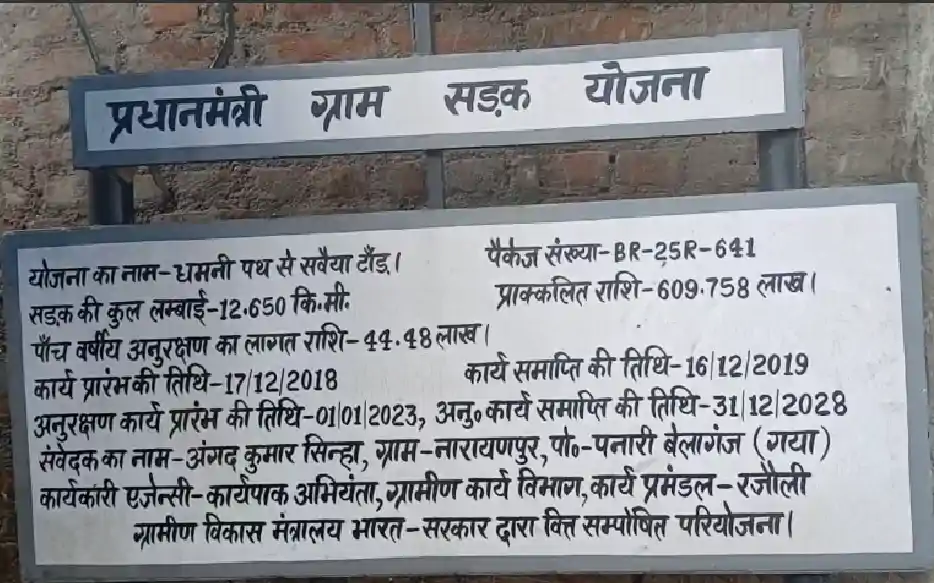 प्रधानमंत्री ग्राम सड़क योजना
योजना का नाम-धमनी पथ से सवैया टाँड़। पैकेज संख्या-BR-25R-641
सड़क की कुल लम्बाई-12.650 कि.मी. प्राक्कलित राशि-609.758 लाख।
पाँच वर्षीय अनुरक्षण का लागत राशि-44.48 लाख।
कार्य प्रारंभ की तिथि-17/12/2018 कार्य समाप्ति की तिथि-16/12/2019
अनुरक्षण कार्य प्रारंभ की तिथि-01/01/2023, अनु० कार्य समाप्ति की तिथि-31/12/2028
संवेदक का नाम-अंगद कुमार सिन्हा, ग्राम-नारायणपुर, पो०-पनारी बेलागंज (गया)
कार्यकारी एजेन्सी-कार्यपाक अभियंता, ग्रामीण कार्य विभाग, कार्य प्रमंडल-रजौली
ग्रामीण विकास मंत्रालय भारत-सरकार द्वारा वित्त सम्पोषित परियोजना।